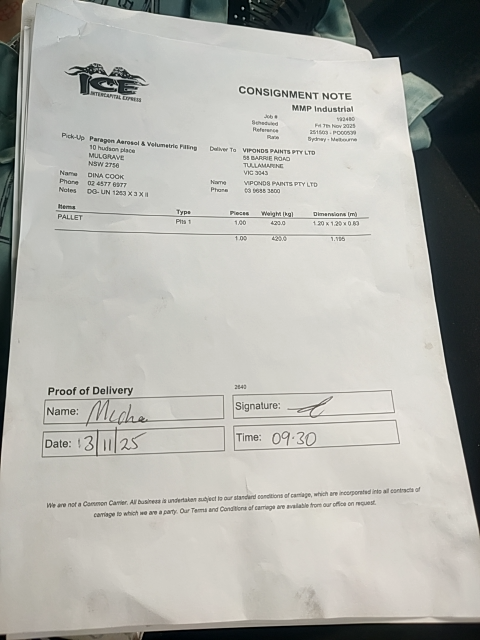 ICE
INTERCAPITAL EXPRESS
CONSIGNMENT NOTE
MMP Industrial
Job # 193490
Scheduled Fri 7th Nov 2025
Reference 251503 - PO00539
Rate Sydney - Melbourne
Pick-Up Paragon Aerosol & Volumetric Filling
10 hudson place
MULGRAVE
NSW 2756
Name DINA COOK
Phone 02 4577 6977
Notes DG- UN 1263 X 3 X II
Deliver To VIPONDS PAINTS PTY LTD
58 BARRIE ROAD
TULLAMARINE
VIC 3043
Name VIPONDS PAINTS PTY LTD
Phone 03 9688 3800
Items Type Pieces Weight (kg) Dimensions (m)
PALLET Plts 1 1.00 420.0 1.20 x 1.20 x 0.83
1.00 420.0 1.195
Proof of Delivery
2640
Name: Micha
Signature:
Date: 13/11/25
Time: 09:30
We are not a Common Carrier. All business is undertaken subject to our standard conditions of carriage, which are incorporated into all contracts of
carriage to which we are a party. Our Terms and Conditions of carriage are available from our office on request.